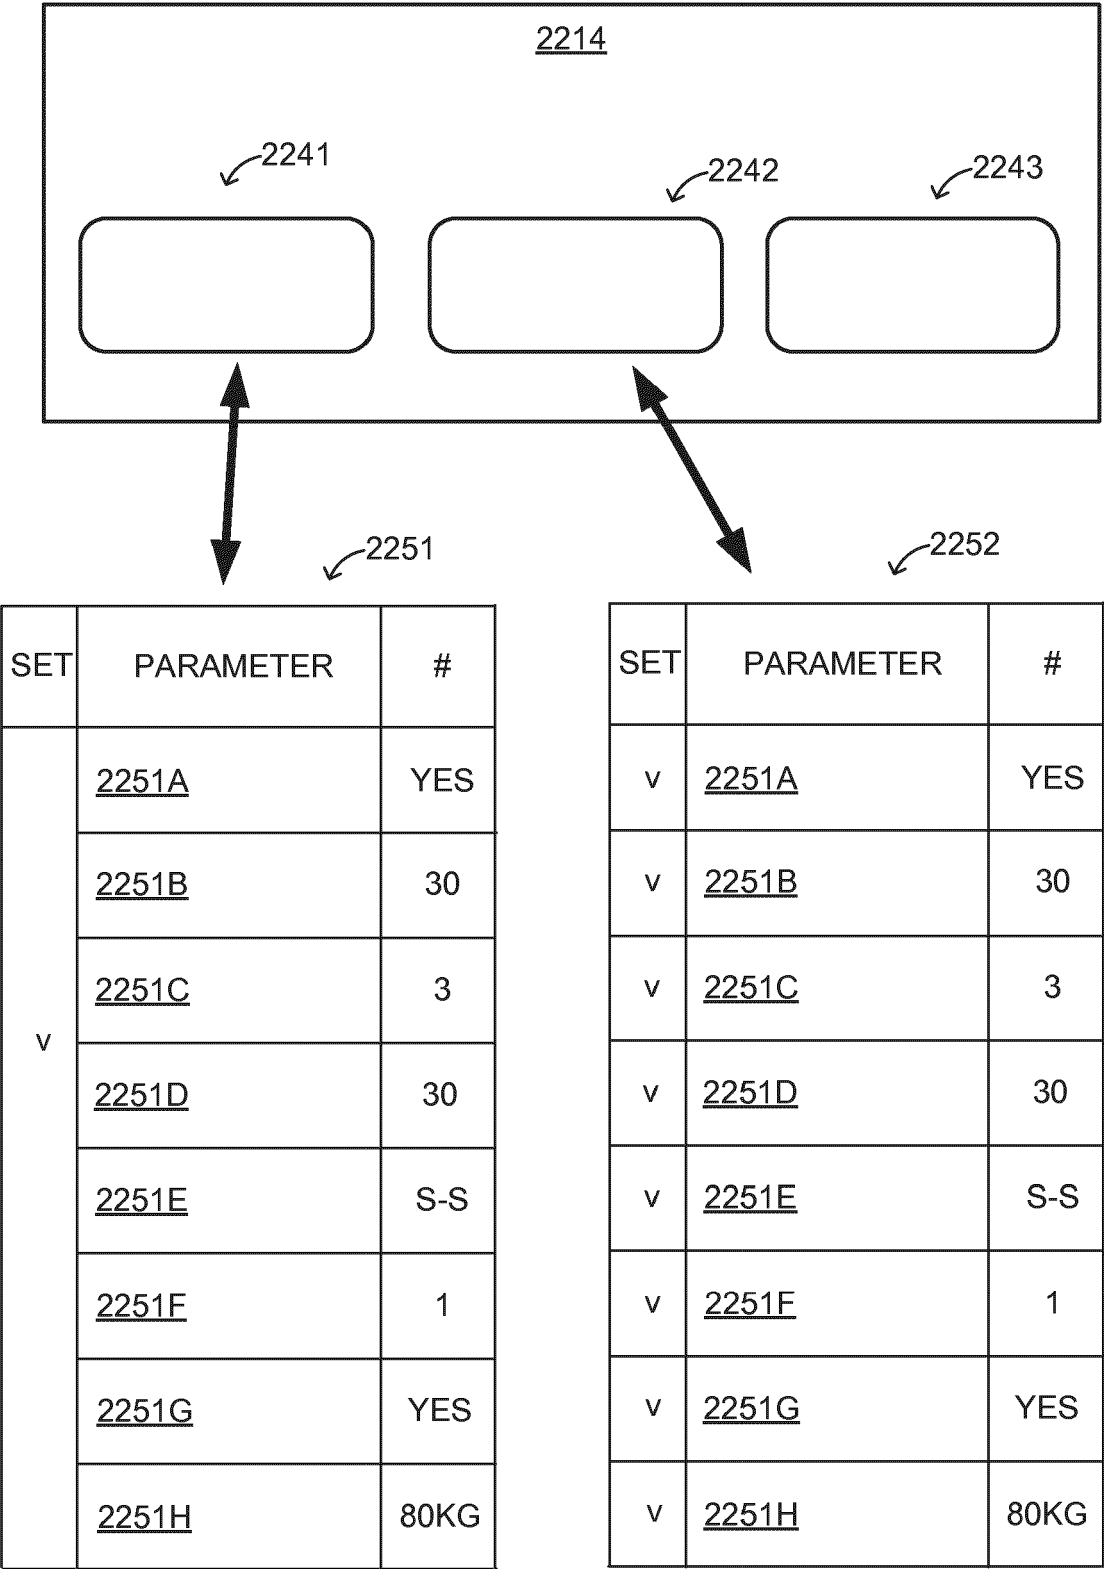 2214
2241
2242
2243
2251
2252
SET PARAMETER #
2251A YES
2251B 30
2251C 3
v
2251D 30
2251E S-S
2251F 1
2251G YES
2251H 80KG
SET PARAMETER #
v 2251A YES
v 2251B 30
v 2251C 3
v 2251D 30
v 2251E S-S
v 2251F 1
v 2251G YES
v 2251H 80KG